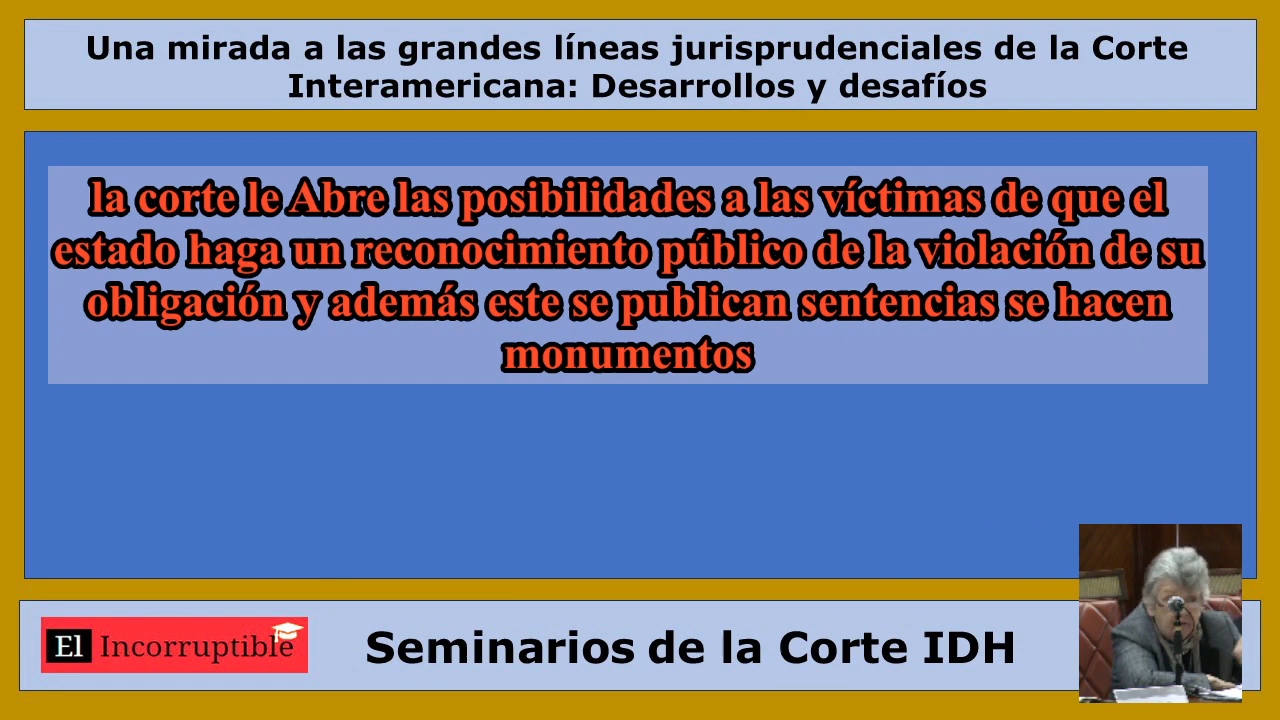 Una mirada a las grandes líneas jurisprudenciales de la Corte
Interamericana: Desarrollos y desafíos
la corte le Abre las posibilidades a las víctimas de que el
estado haga un reconocimiento público de la violación de su
obligación y además este se publican sentencias se hacen
monumentos
El Incorruptible
Seminarios de la Corte IDH